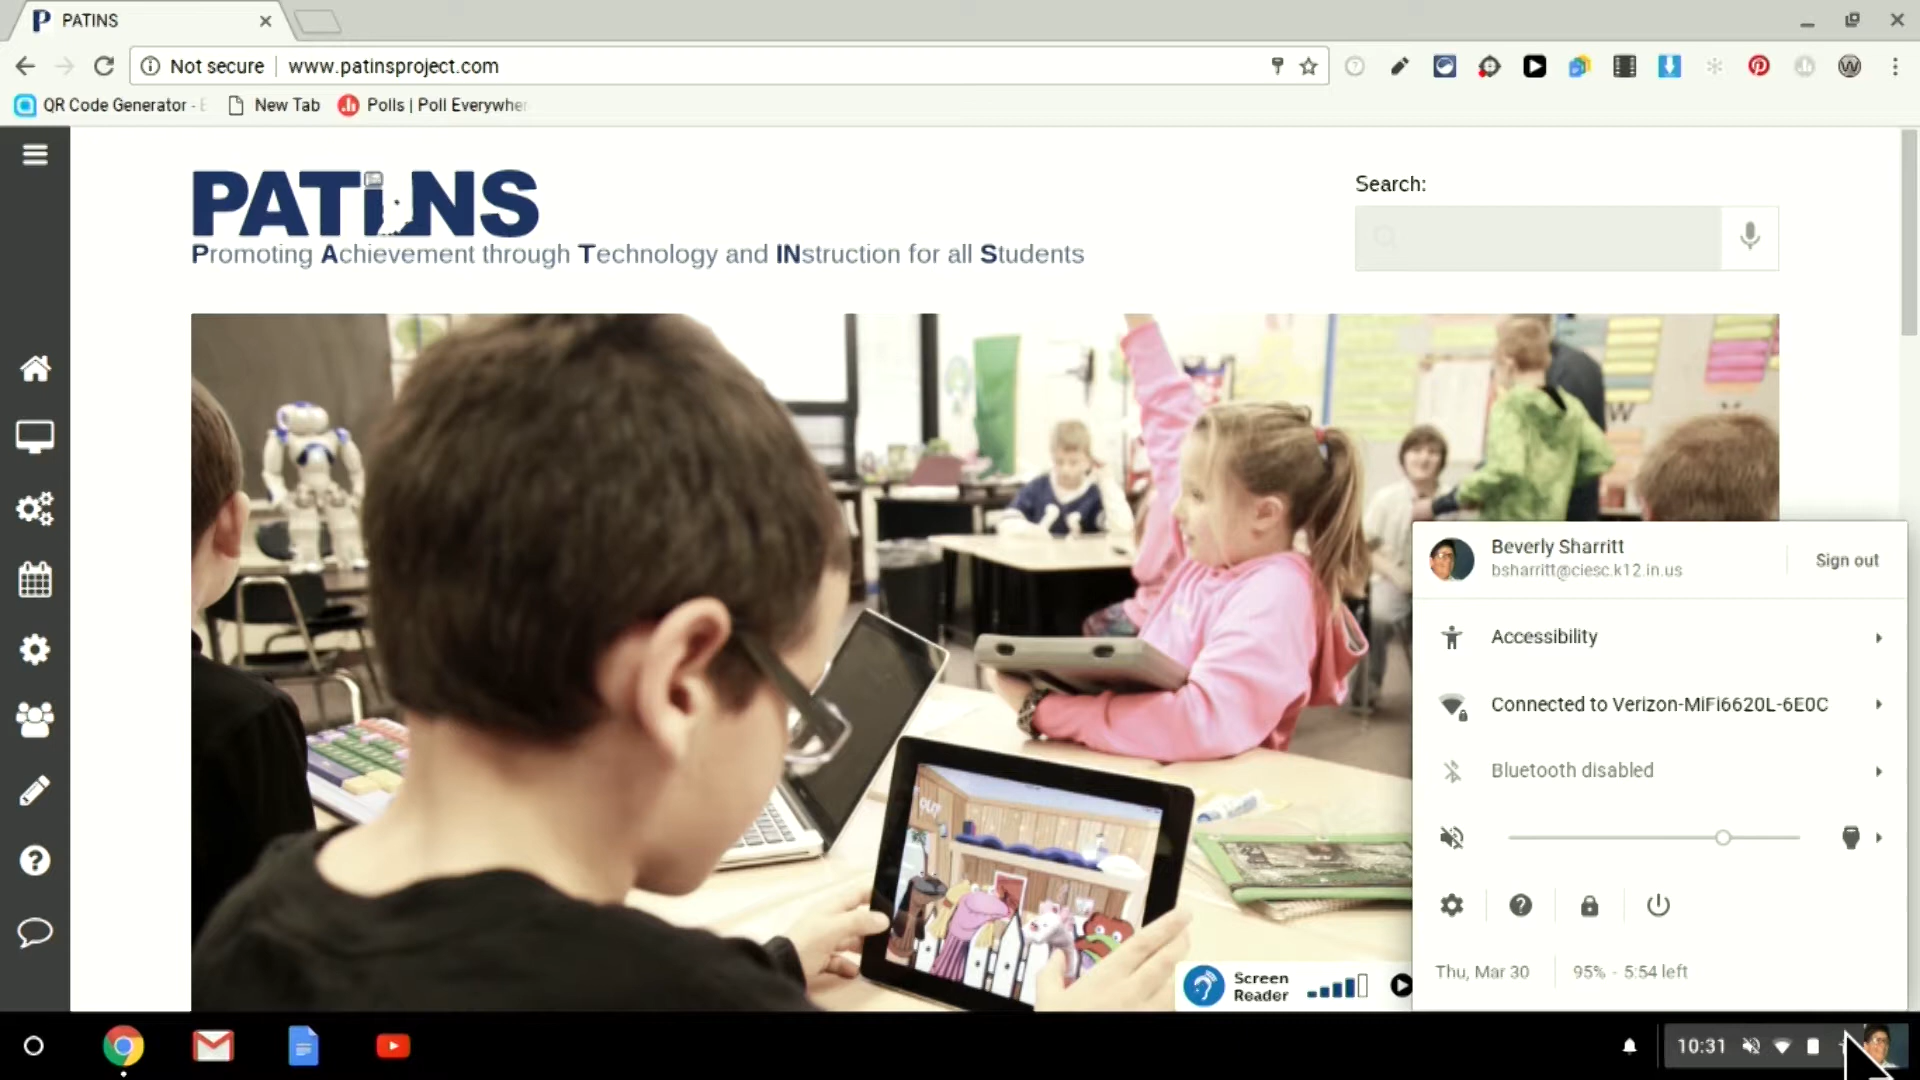 PATINS
Not secure
www.patinsproject.com
QR Code Generator -
New Tab
Polls | Poll Everywher
PATINS
Promoting Achievement through Technology and INstruction for all Students
Search:
Beverly Sharritt
bsharritt@ciesc.k12.in.us
Sign out
Accessibility
Connected to Verizon-MiFi6620L-6E0C
Bluetooth disabled
Thu, Mar 30
95% - 5:54 left
Screen
Reader
10:31